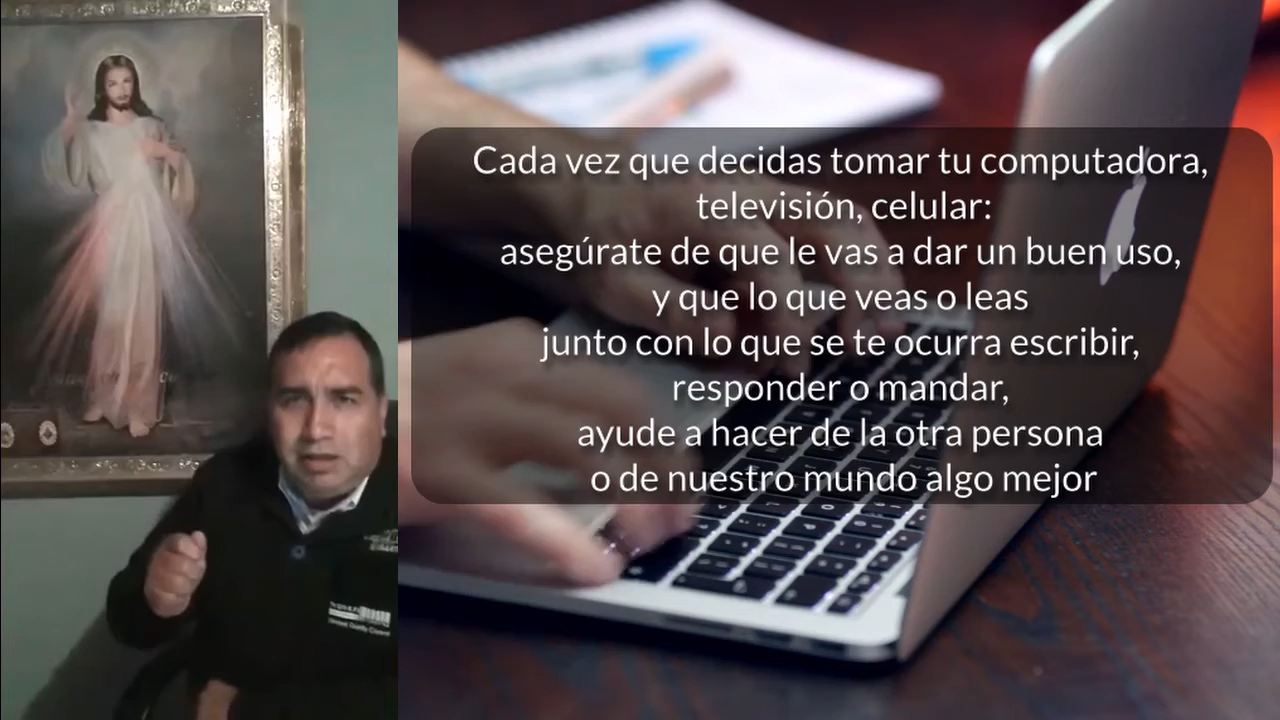 Cada vez que decidas tomar tu computadora,
televisión, celular:
asegúrate de que le vas a dar un buen uso,
y que lo que veas o leas
junto con lo que se te ocurra escribir,
responder o mandar,
ayude a hacer de la otra persona
o de nuestro mundo algo mejor